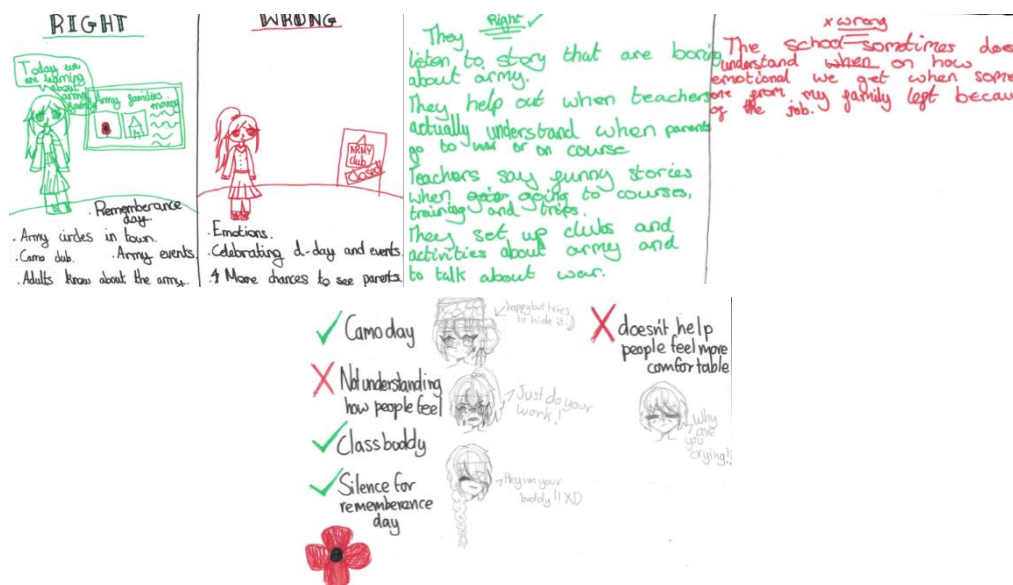 RIGHT
Today we
are learning
about
army
family
Army families
. Rememberance
day.
. Army circles in town.
. Camo club.
. Army events.
. Adults know about the army.
WRONG
ARMY
club
Closed
. Emotions.
. Celebrating d-day and events.
. More chances to see parents.
Right ✓
They
listen to story that are boring
about army.
They help out when teachers
actually understand when parents
go to war or on course
Teachers say funny stories
when going to courses,
training and trips.
They set up clubs and
activities about army and
to talk about war.
x wrong
The school sometimes does
understand when on how
emotional we get when some
one from my family left becau
of the job.
✓ Camo day
happy but tries
to hide it :)
X Not understanding
how people feel
Just do your
work!
✓ Class buddy
Hey im your
buddy!! XD
✓ Silence for
rememberance
day
X doesn't help
people feel more
comfortable
Why
are
you
crying!!